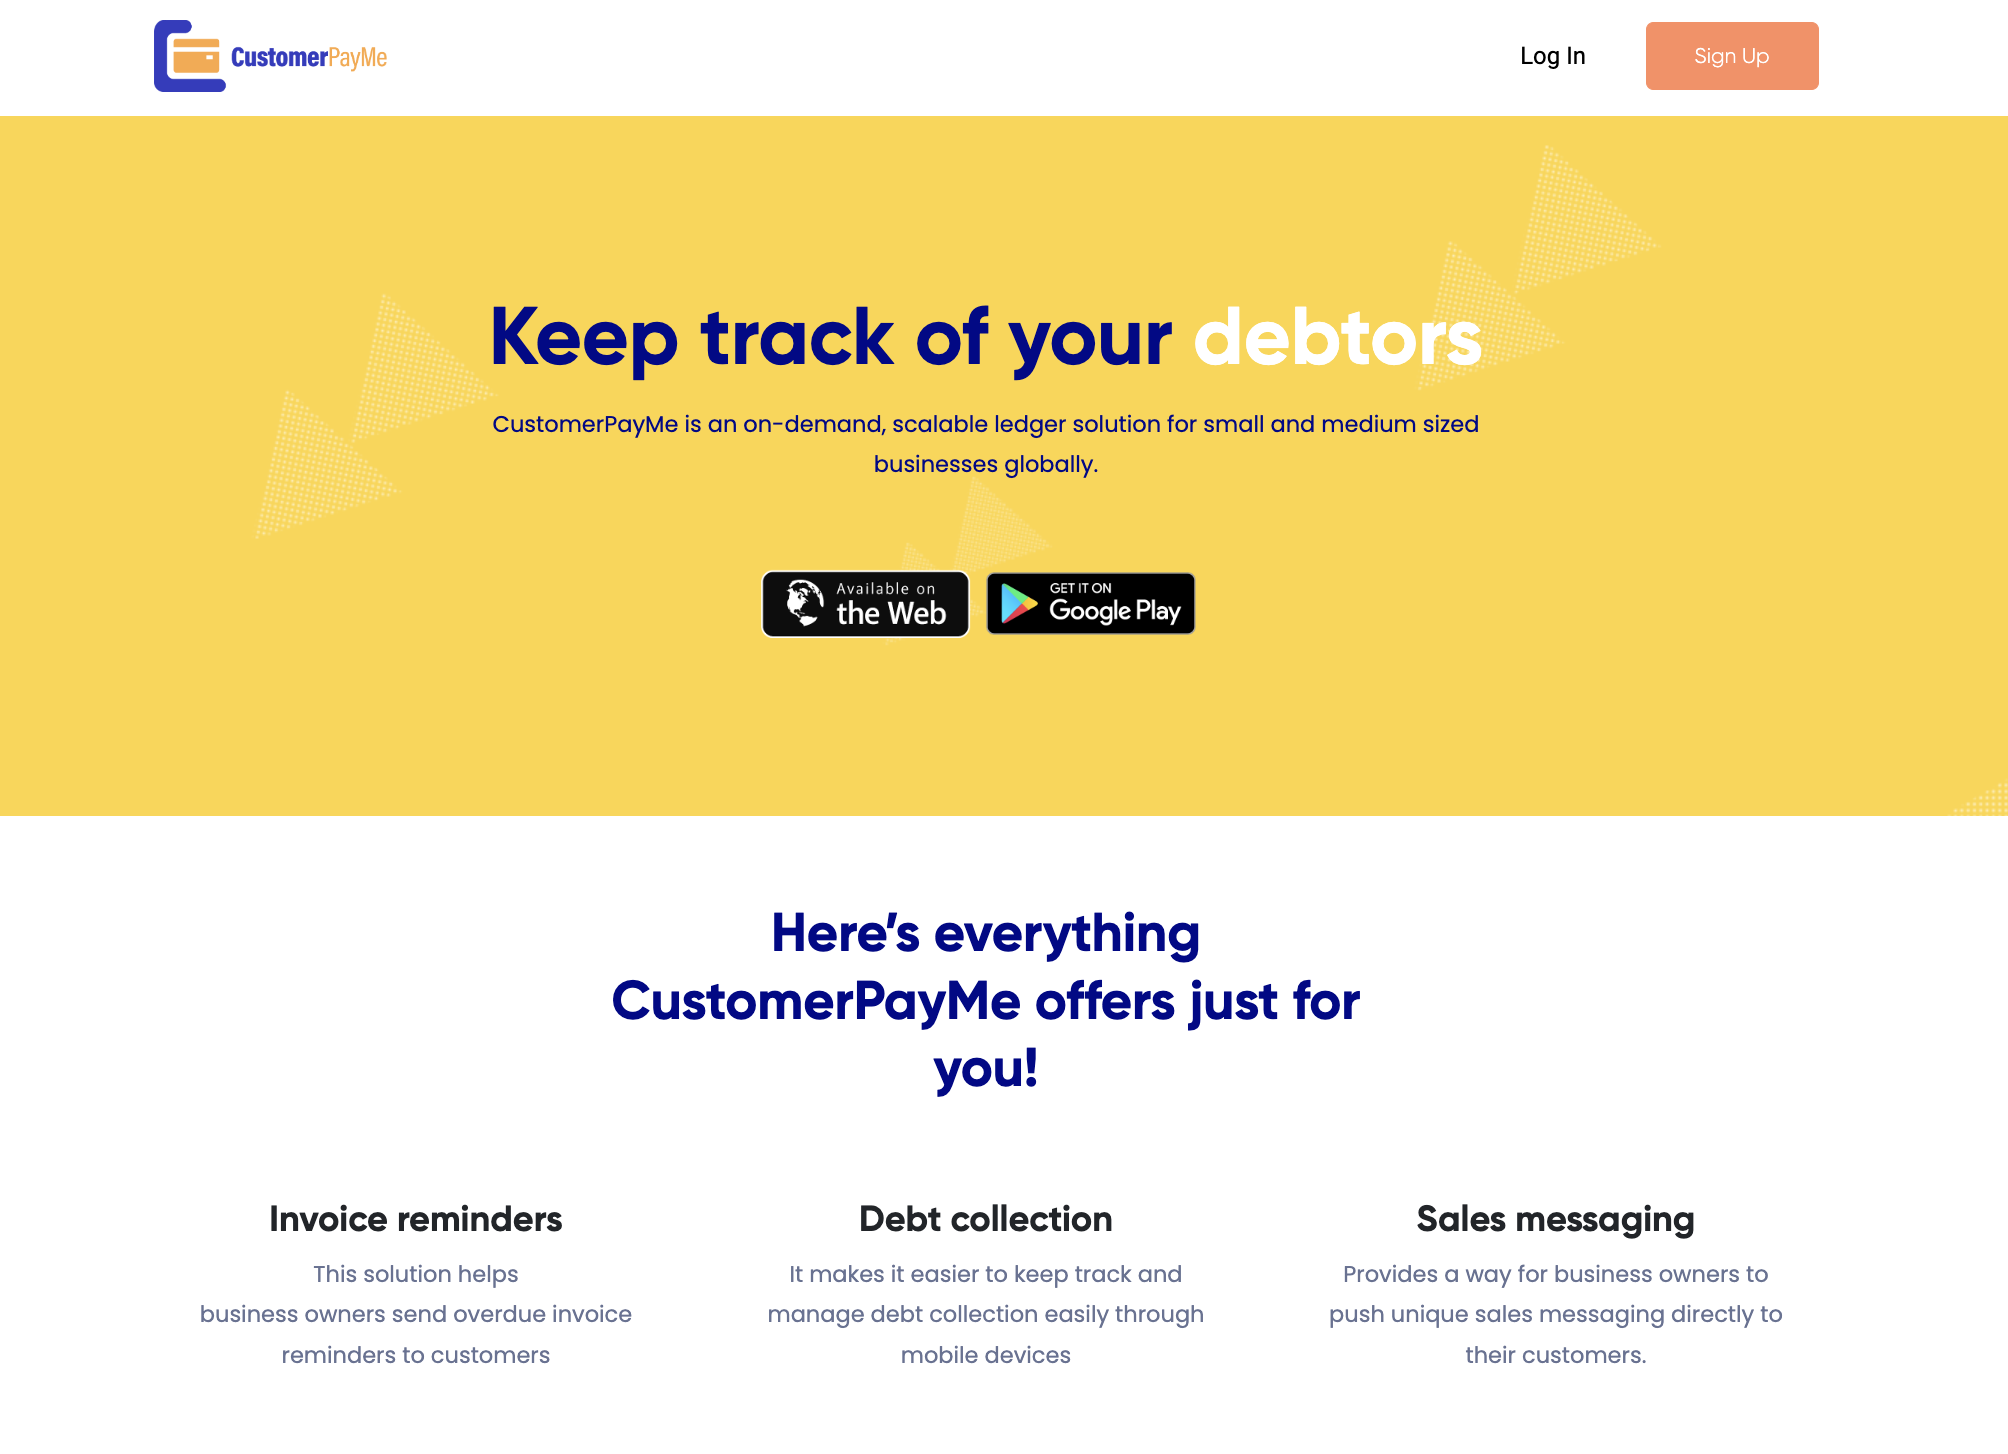 CustomerPayMe
Log In
Sign Up
Keep track of your debtors
CustomerPayMe is an on-demand, scalable ledger solution for small and medium sized
businesses globally.
Available on
the Web
GET IT ON
Google Play
Here’s everything
CustomerPayMe offers just for
you!
Invoice reminders
This solution helps
business owners send overdue invoice
reminders to customers
Debt collection
It makes it easier to keep track and
manage debt collection easily through
mobile devices
Sales messaging
Provides a way for business owners to
push unique sales messaging directly to
their customers.